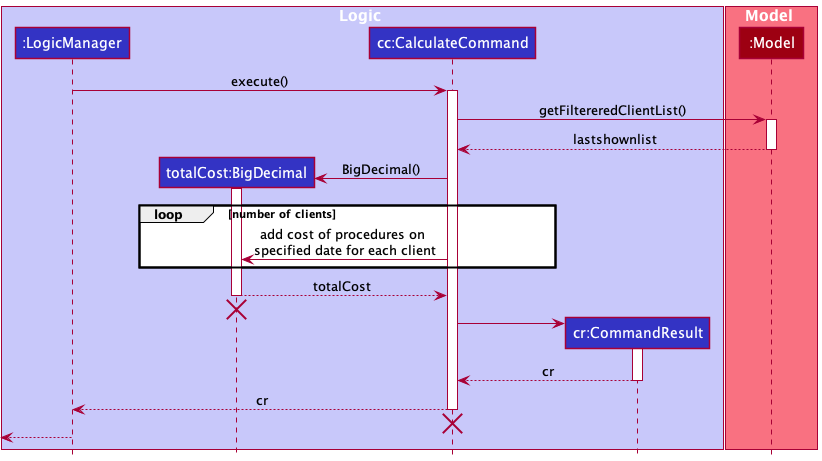 Logic
Model
:LogicManager
cc:CalculateCommand
:Model
execute()
getFiltereredClientList()
lastshownlist
totalCost:BigDecimal
BigDecimal()
loop
[number of clients]
add cost of procedures on
specified date for each client
totalCost
cr:CommandResult
cr
cr